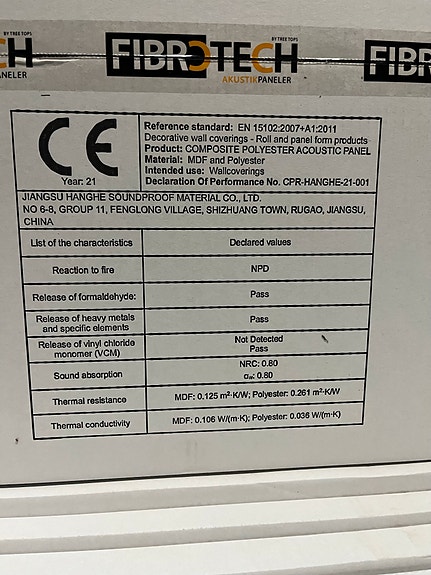 BY TREE TOPS
FIBROTECH
AKUSTIKPANELER
BY TREE TOPS
CH
PANELER
FIBR
CE
Year: 21
Reference standard: EN 15102:2007+A1:2011
Decorative wall coverings - Roll and panel form products
Product: COMPOSITE POLYESTER ACOUSTIC PANEL
Material: MDF and Polyester
Intended use: Wallcoverings
Declaration Of Performance No. CPR-HANGHE-21-001
JIANGSU HANGHE SOUNDPROOF MATERIAL CO., LTD.
NO 6-8, GROUP 11, FENGLONG VILLAGE, SHIZHUANG TOWN, RUGAO, JIANGSU,
CHINA
List of the characteristics Declared values
Reaction to fire NPD
Release of formaldehyde: Pass
Release of heavy metals
and specific elements Pass
Release of vinyl chloride
monomer (VCM) Not Detected
Pass
Sound absorption NRC: 0.80
αw: 0.80
Thermal resistance MDF: 0.125 m²·K/W; Polyester: 0.261 m²·K/W
Thermal conductivity MDF: 0.106 W/(m·K); Polyester: 0.036 W/(m·K)